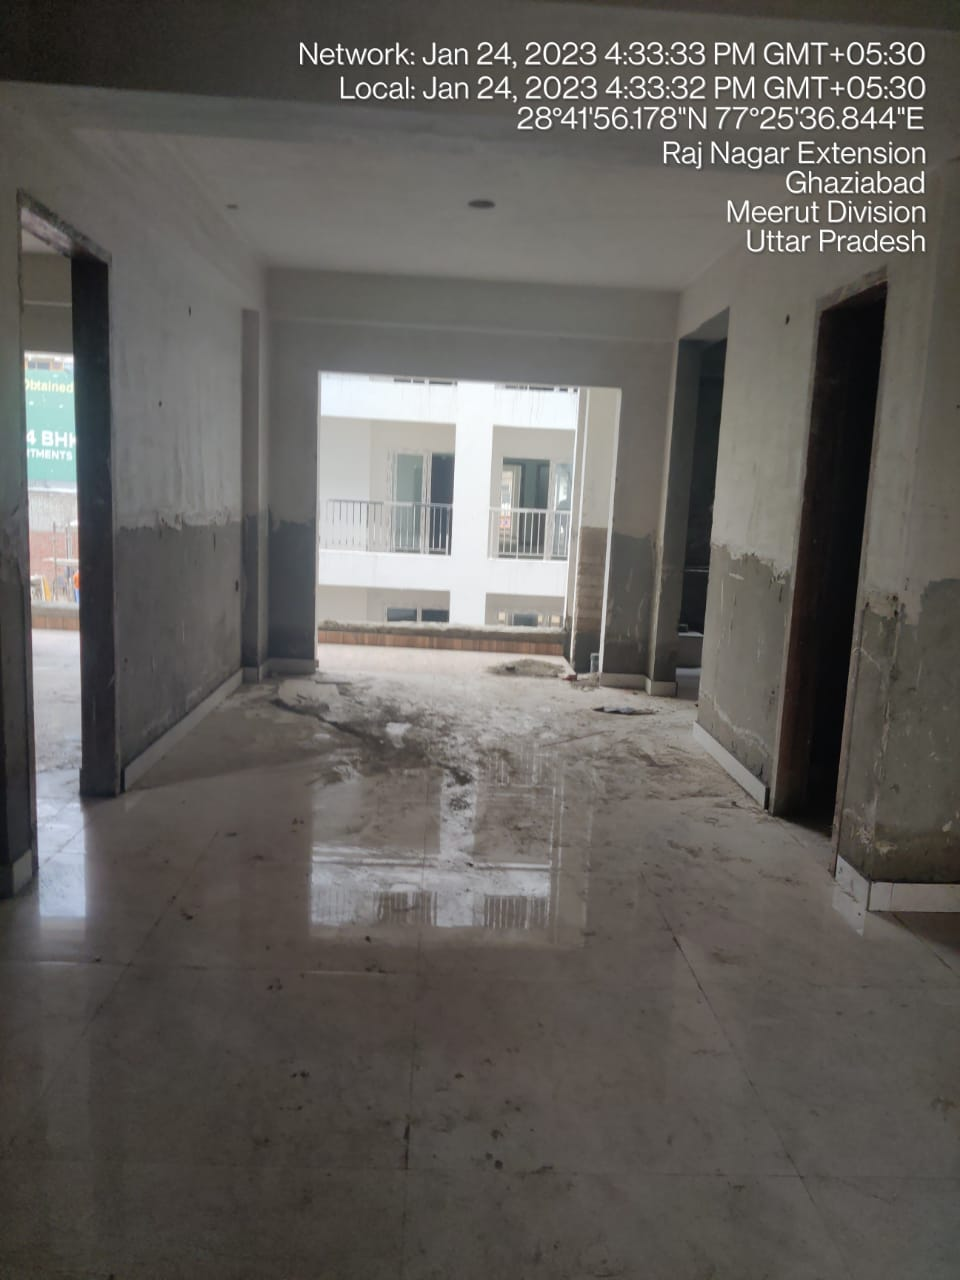 Network: Jan 24, 2023 4:33:33 PM GMT+05:30
Local: Jan 24, 2023 4:33:32 PM GMT+05:30
28°41'56.178"N 77°25'36.844"E
Raj Nagar Extension
Ghaziabad
Meerut Division
Uttar Pradesh
Obtained
4 BHK
RTMENTS